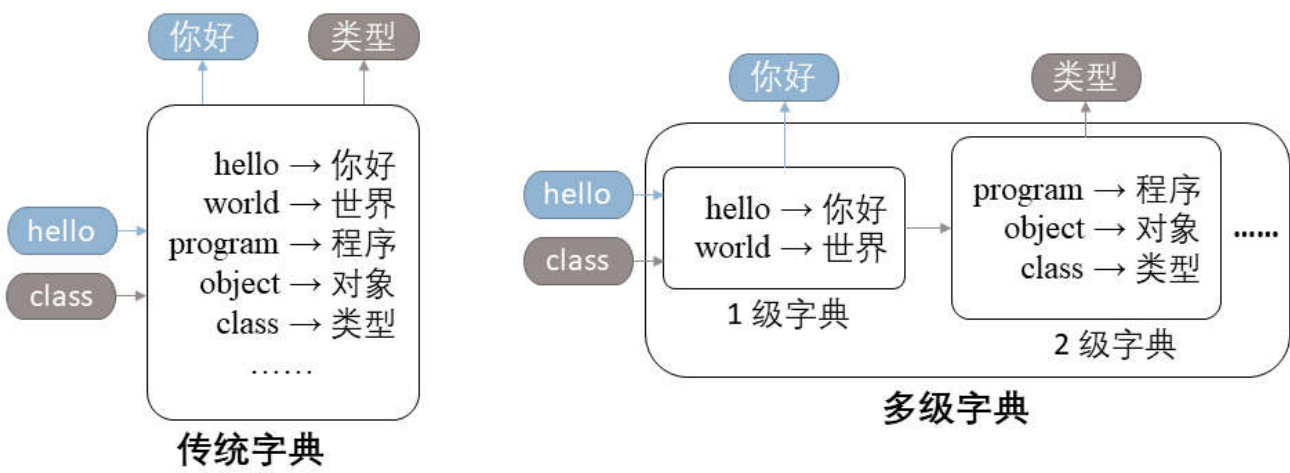 你好
类型
hello
class
hello → 你好
world → 世界
program → 程序
object → 对象
class → 类型
……
传统字典
你好
类型
hello
class
hello → 你好
world → 世界
1 级字典
program → 程序
object → 对象
class → 类型
2 级字典
……
多级字典